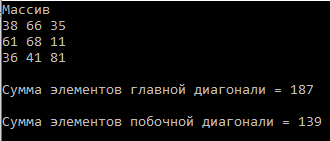 Массив
38 66 35
61 68 11
36 41 81
Сумма элементов главной диагонали = 187
Сумма элементов побочной диагонали = 139